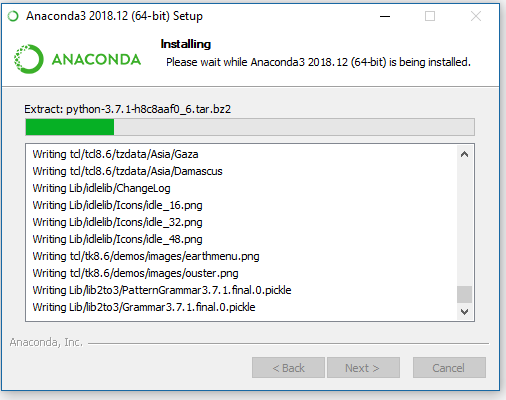 Anaconda3 2018.12 (64-bit) Setup
ANACONDA
Installing
Please wait while Anaconda3 2018.12 (64-bit) is being installed.
Extract: python-3.7.1-h8c8aaf0_6.tar.bz2
Writing tcl/tcl8.6/tzdata/Asia/Gaza
Writing tcl/tcl8.6/tzdata/Asia/Damascus
Writing Lib/idlelib/ChangeLog
Writing Lib/idlelib/Icons/idle_16.png
Writing Lib/idlelib/Icons/idle_32.png
Writing Lib/idlelib/Icons/idle_48.png
Writing tcl/tk8.6/demos/images/earthmenu.png
Writing tcl/tk8.6/demos/images/ouster.png
Writing Lib/lib2to3/PatternGrammar3.7.1.final.0.pickle
Writing Lib/lib2to3/Grammar3.7.1.final.0.pickle
Anaconda, Inc.
< Back
Next >
Cancel